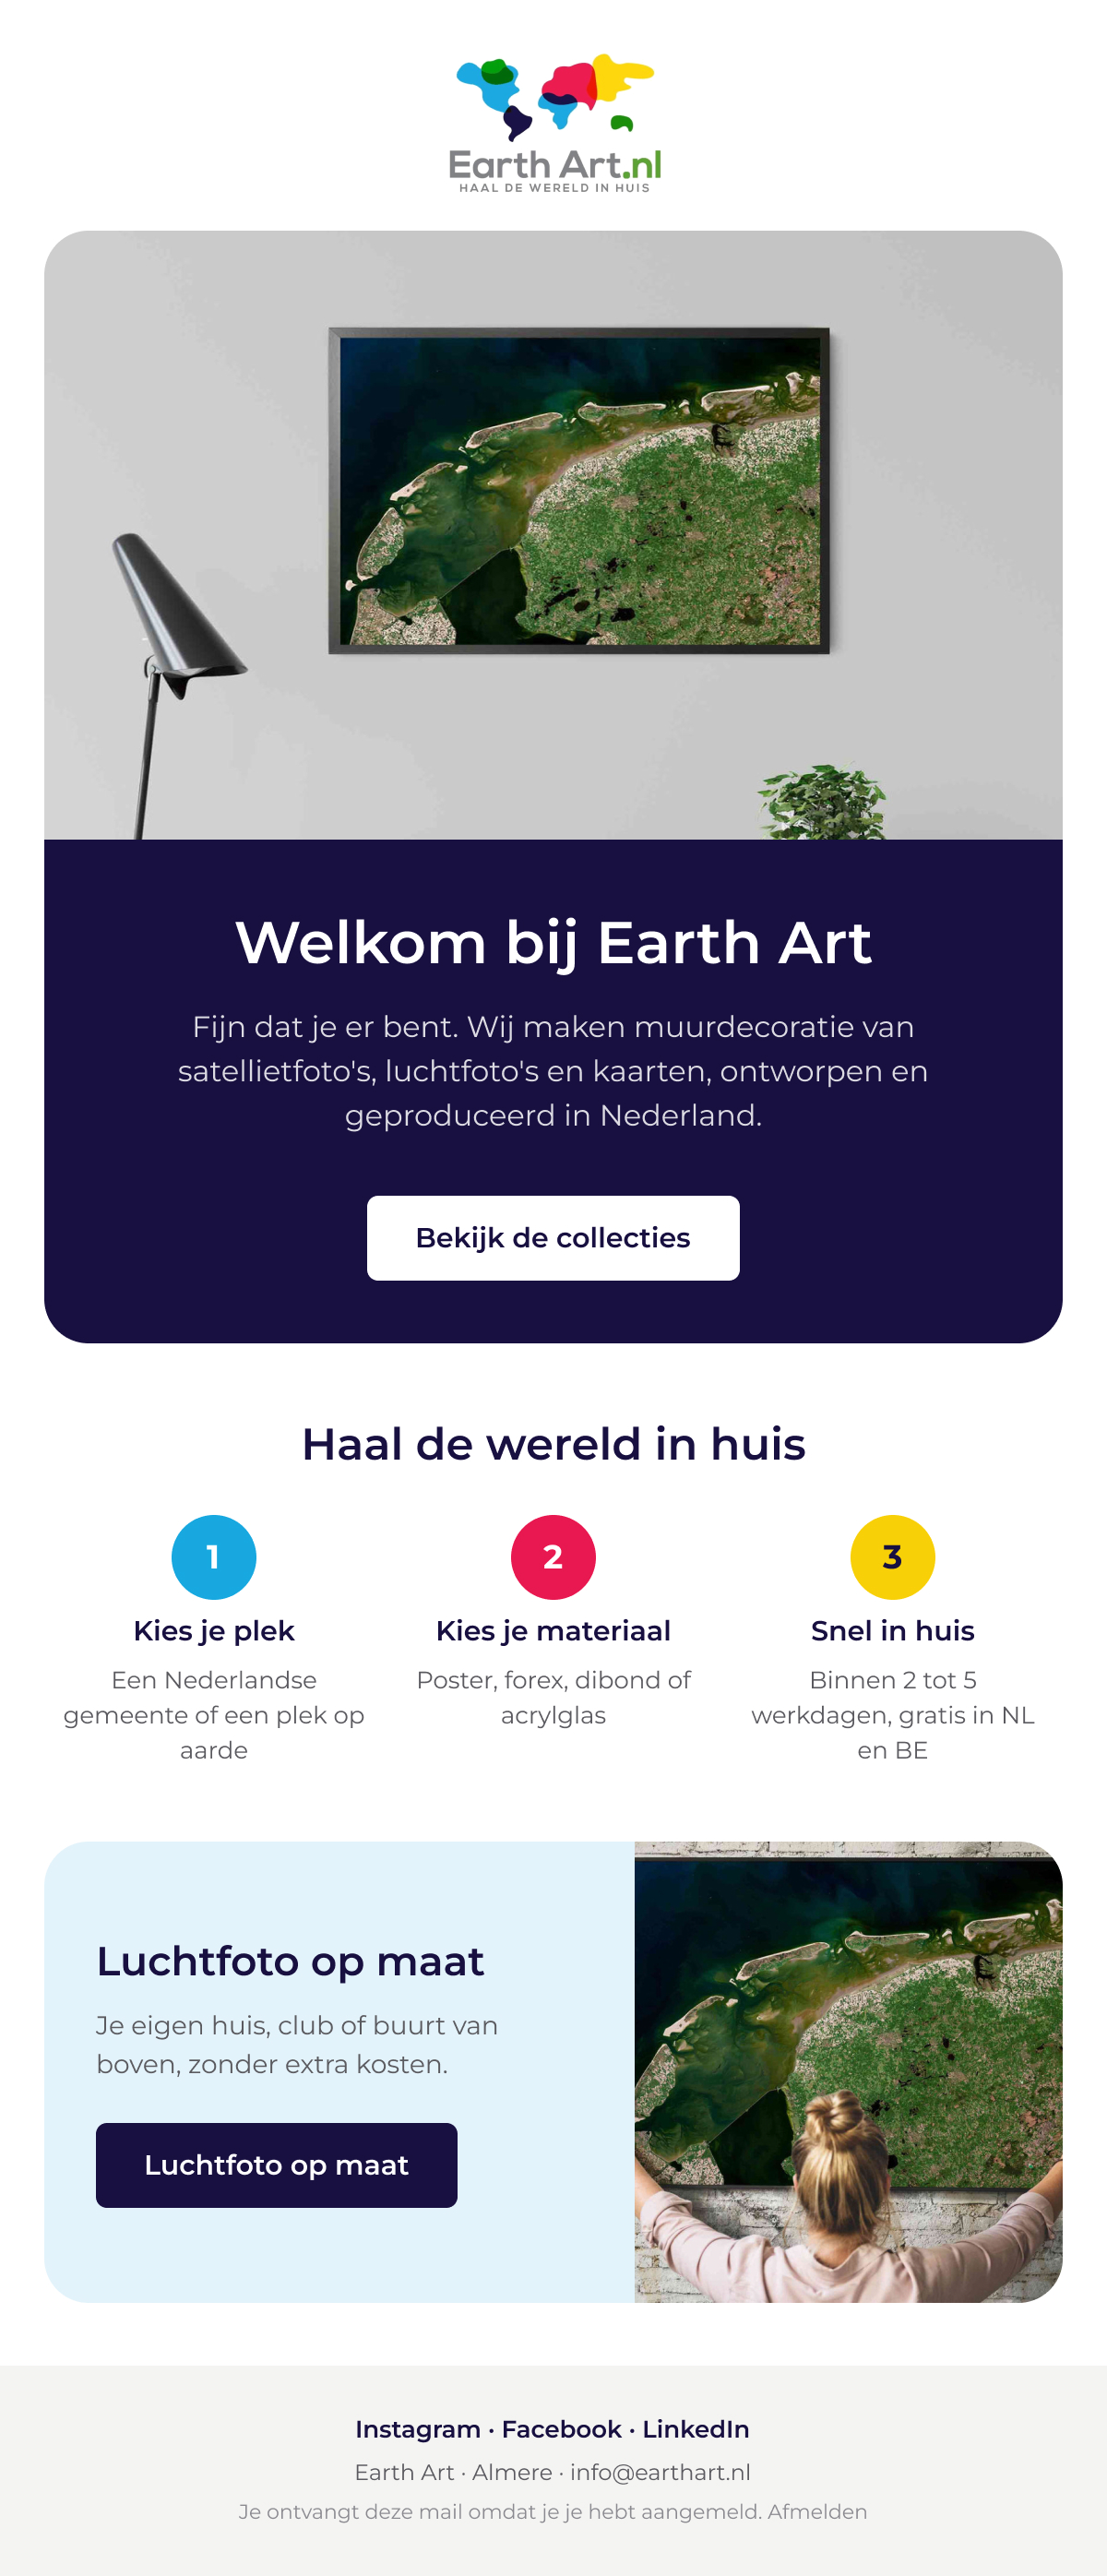 Earth Art.nl
HAAL DE WERELD IN HUIS
Welkom bij Earth Art
Fijn dat je er bent. Wij maken muurdecoratie van
satellietfoto's, luchtfoto's en kaarten, ontworpen en
geproduceerd in Nederland.
Bekijk de collecties
Haal de wereld in huis
1
Kies je plek
Een Nederlandse
gemeente of een plek op
aarde
2
Kies je materiaal
Poster, forex, dibond of
acrylglas
3
Snel in huis
Binnen 2 tot 5
werkdagen, gratis in NL
en BE
Luchtfoto op maat
Je eigen huis, club of buurt van
boven, zonder extra kosten.
Luchtfoto op maat
Instagram · Facebook · LinkedIn
Earth Art · Almere · info@earthart.nl
Je ontvangt deze mail omdat je je hebt aangemeld. Afmelden